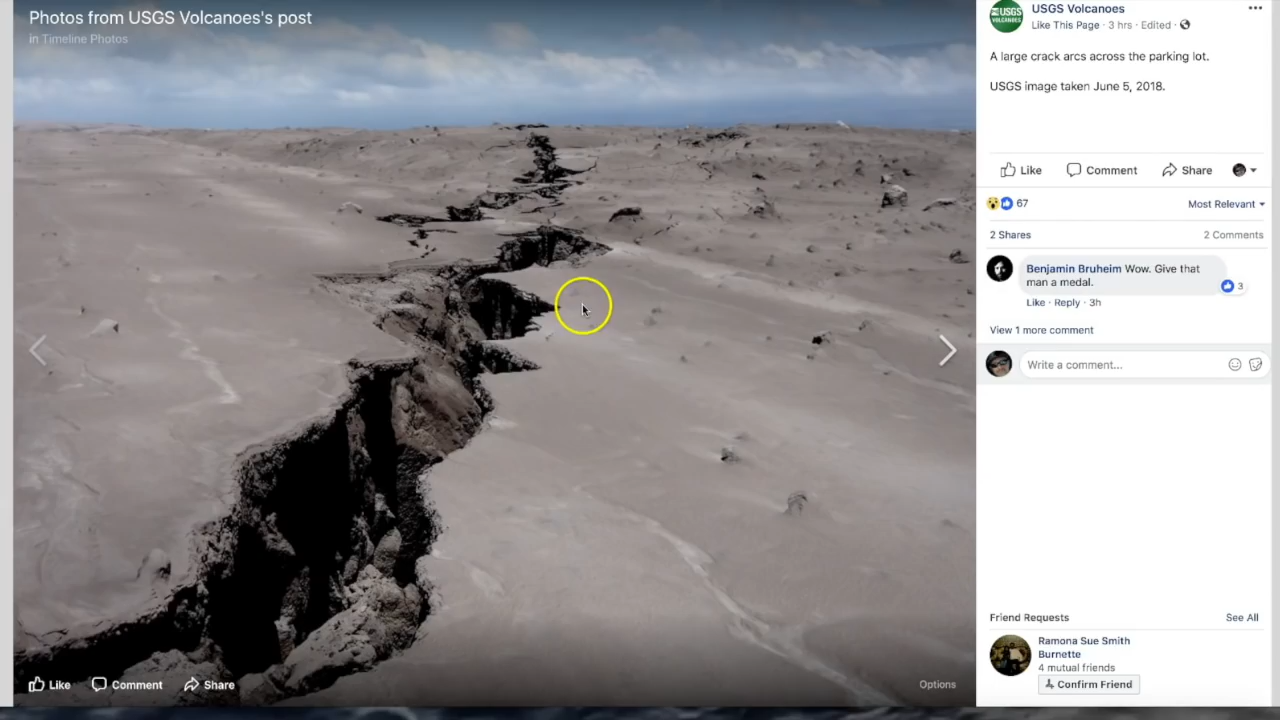 Photos from USGS Volcanoes's post
in Timeline Photos
Like
Comment
Share
Options
USGS
VOLCANOES
USGS Volcanoes
Like This Page · 3 hrs · Edited ·
A large crack arcs across the parking lot.
USGS image taken June 5, 2018.
Like
Comment
Share
67
Most Relevant
2 Shares
2 Comments
Benjamin Bruheim Wow. Give that
man a medal.
3
Like · Reply · 3h
View 1 more comment
Write a comment...
Friend Requests
See All
Ramona Sue Smith
Burnette
4 mutual friends
Confirm Friend